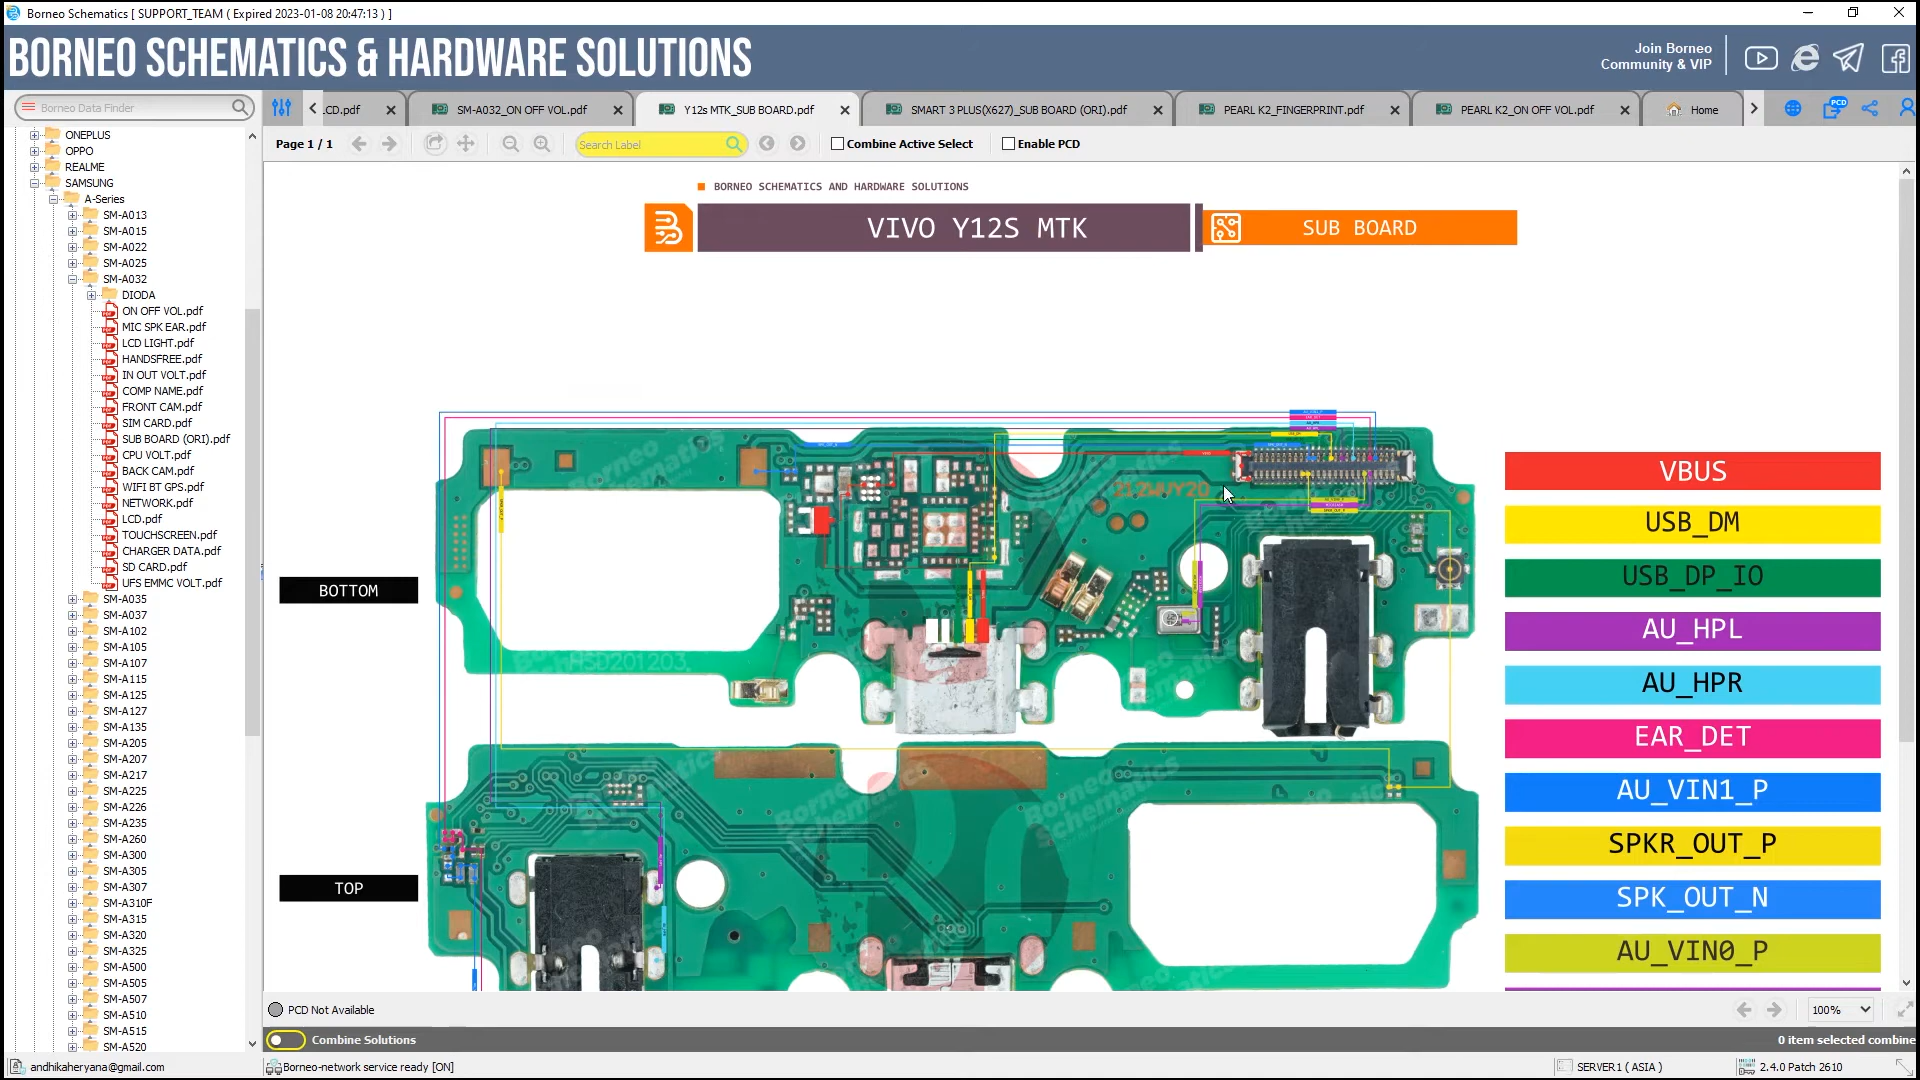 Borneo Schematics [ SUPPORT_TEAM ( Expired 2023-01-08 20:47:13 ) ]
BORNEO SCHEMATICS & HARDWARE SOLUTIONS
Join Borneo
Community & VIP
Borneo Data Finder
.CD.pdf
SM-A032_ON OFF VOL.pdf
Y12s MTK_SUB BOARD.pdf
SMART 3 PLUS(X627)_SUB BOARD (ORI).pdf
PEARL K2_FINGERPRINT.pdf
PEARL K2_ON OFF VOL.pdf
Home
PCD
Page 1 / 1
Search Label
Combine Active Select
Enable PCD
ONEPLUS
OPPO
REALME
SAMSUNG
A-Series
SM-A013
SM-A015
SM-A022
SM-A025
SM-A032
DIODA
ON OFF VOL.pdf
MIC SPK EAR.pdf
LCD LIGHT.pdf
HANDSFREE.pdf
IN OUT VOLT.pdf
COMP NAME.pdf
FRONT CAM.pdf
SIM CARD.pdf
SUB BOARD (ORI).pdf
CPU VOLT.pdf
BACK CAM.pdf
WIFI BT GPS.pdf
NETWORK.pdf
LCD.pdf
TOUCHSCREEN.pdf
CHARGER DATA.pdf
SD CARD.pdf
UFS EMMC VOLT.pdf
SM-A035
SM-A037
SM-A102
SM-A105
SM-A107
SM-A115
SM-A125
SM-A127
SM-A135
SM-A205
SM-A207
SM-A217
SM-A225
SM-A226
SM-A235
SM-A260
SM-A300
SM-A305
SM-A307
SM-A310F
SM-A315
SM-A320
SM-A325
SM-A500
SM-A505
SM-A507
SM-A510
SM-A515
SM-A520
BORNEO SCHEMATICS AND HARDWARE SOLUTIONS
VIVO Y12S MTK
SUB BOARD
BOTTOM
TOP
212WUY20
HSD201203.
Borneo
Schematics
VBUS
USB_DM
USB_DP_IO
AU_HPL
AU_HPR
EAR_DET
AU_VIN1_P
SPKR_OUT_P
SPK_OUT_N
AU_VIN0_P
PCD Not Available
100%
Combine Solutions
0 item selected combine
andhikaheryana@gmail.com
Borneo-network service ready [ON]
SERVER1 ( ASIA )
2.4.0 Patch 2610